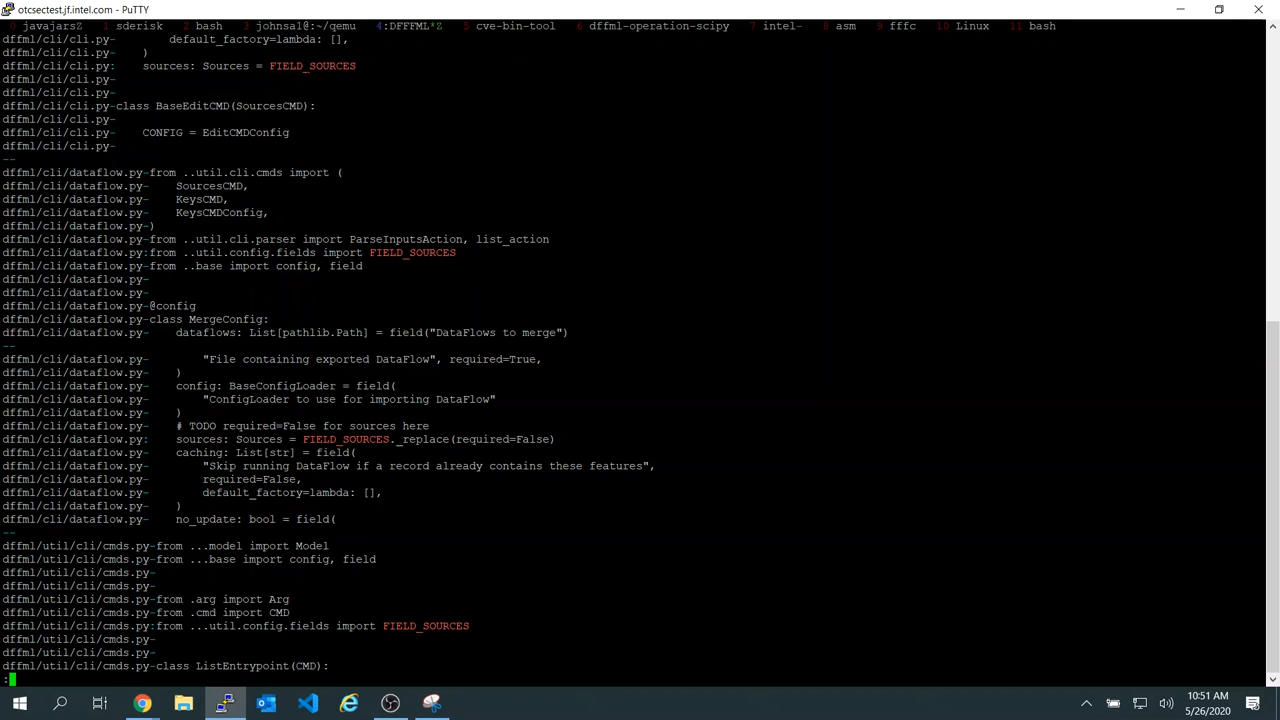 otcsectest.jf.intel.com - PuTTY
0 javajarsZ 1 sderisk 2 bash 3 johnsa1@:~/qemu 4:DFFFML*Z 5 cve-bin-tool 6 dffml-operation-scipy 7 intel- 8 asm 9 fffc 10 Linux 11 bash
dffml/cli/cli.py-        default_factory=lambda: [],
dffml/cli/cli.py-    )
dffml/cli/cli.py:    sources: Sources = FIELD_SOURCES
dffml/cli/cli.py-
dffml/cli/cli.py-
dffml/cli/cli.py-class BaseEditCMD(SourcesCMD):
dffml/cli/cli.py-
dffml/cli/cli.py-    CONFIG = EditCMDConfig
dffml/cli/cli.py-
--
dffml/cli/dataflow.py-from ..util.cli.cmds import (
dffml/cli/dataflow.py-    SourcesCMD,
dffml/cli/dataflow.py-    KeysCMD,
dffml/cli/dataflow.py-    KeysCMDConfig,
dffml/cli/dataflow.py-)
dffml/cli/dataflow.py-from ..util.cli.parser import ParseInputsAction, list_action
dffml/cli/dataflow.py:from ..util.config.fields import FIELD_SOURCES
dffml/cli/dataflow.py-from ..base import config, field
dffml/cli/dataflow.py-
dffml/cli/dataflow.py-
dffml/cli/dataflow.py-@config
dffml/cli/dataflow.py-class MergeConfig:
dffml/cli/dataflow.py-    dataflows: List[pathlib.Path] = field("DataFlows to merge")
--
dffml/cli/dataflow.py-        "File containing exported DataFlow", required=True,
dffml/cli/dataflow.py-    )
dffml/cli/dataflow.py-    config: BaseConfigLoader = field(
dffml/cli/dataflow.py-        "ConfigLoader to use for importing DataFlow"
dffml/cli/dataflow.py-    )
dffml/cli/dataflow.py-    # TODO required=False for sources here
dffml/cli/dataflow.py:    sources: Sources = FIELD_SOURCES._replace(required=False)
dffml/cli/dataflow.py-    caching: List[str] = field(
dffml/cli/dataflow.py-        "Skip running DataFlow if a record already contains these features",
dffml/cli/dataflow.py-        required=False,
dffml/cli/dataflow.py-        default_factory=lambda: [],
dffml/cli/dataflow.py-    )
dffml/cli/dataflow.py-    no_update: bool = field(
--
dffml/util/cli/cmds.py-from ...model import Model
dffml/util/cli/cmds.py-from ...base import config, field
dffml/util/cli/cmds.py-
dffml/util/cli/cmds.py-
dffml/util/cli/cmds.py-from .arg import Arg
dffml/util/cli/cmds.py-from .cmd import CMD
dffml/util/cli/cmds.py:from ...util.config.fields import FIELD_SOURCES
dffml/util/cli/cmds.py-
dffml/util/cli/cmds.py-
dffml/util/cli/cmds.py-class ListEntrypoint(CMD):
:
10:51 AM
5/26/2020